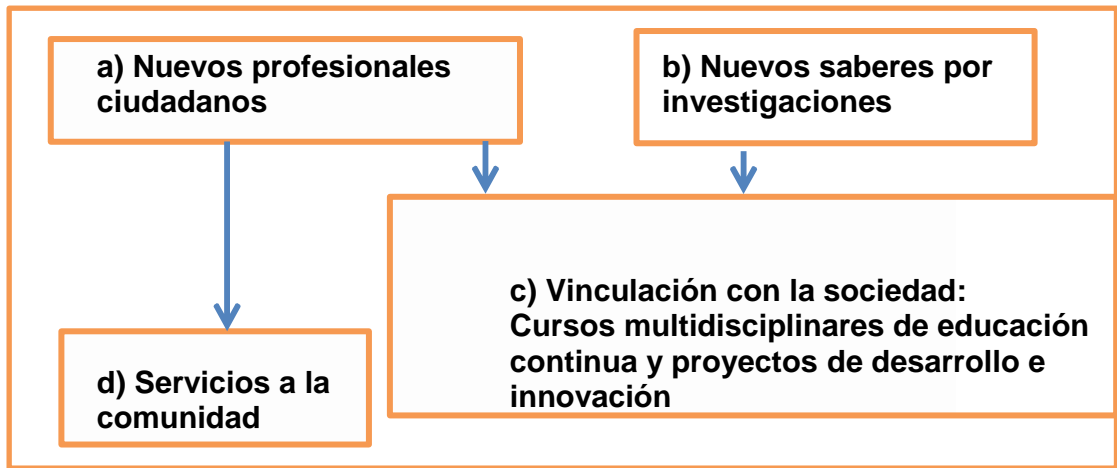 a) Nuevos profesionales
ciudadanos
b) Nuevos saberes por
investigaciones
c) Vinculación con la sociedad:
Cursos multidisciplinares de educación
continua y proyectos de desarrollo e
innovación
d) Servicios a la
comunidad